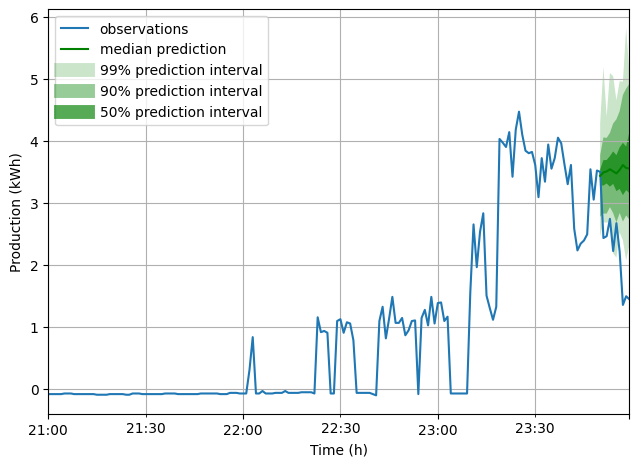 observations
median prediction
99% prediction interval
90% prediction interval
50% prediction interval
6
5
4
3
2
1
0
Production (kWh)
21:00
21:30
22:00
22:30
23:00
23:30
Time (h)